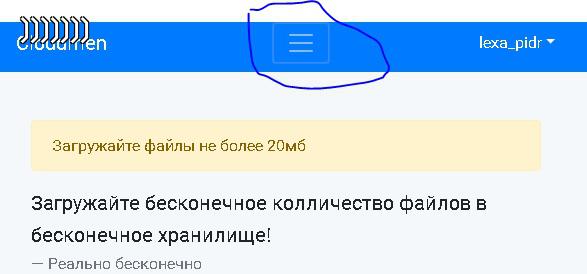 ))))))))
Cloudmen
lexa_pidr
Загружайте файлы не более 20мб
Загружайте бесконечное колличество файлов в
бесконечное хранилище!
— Реально бесконечно